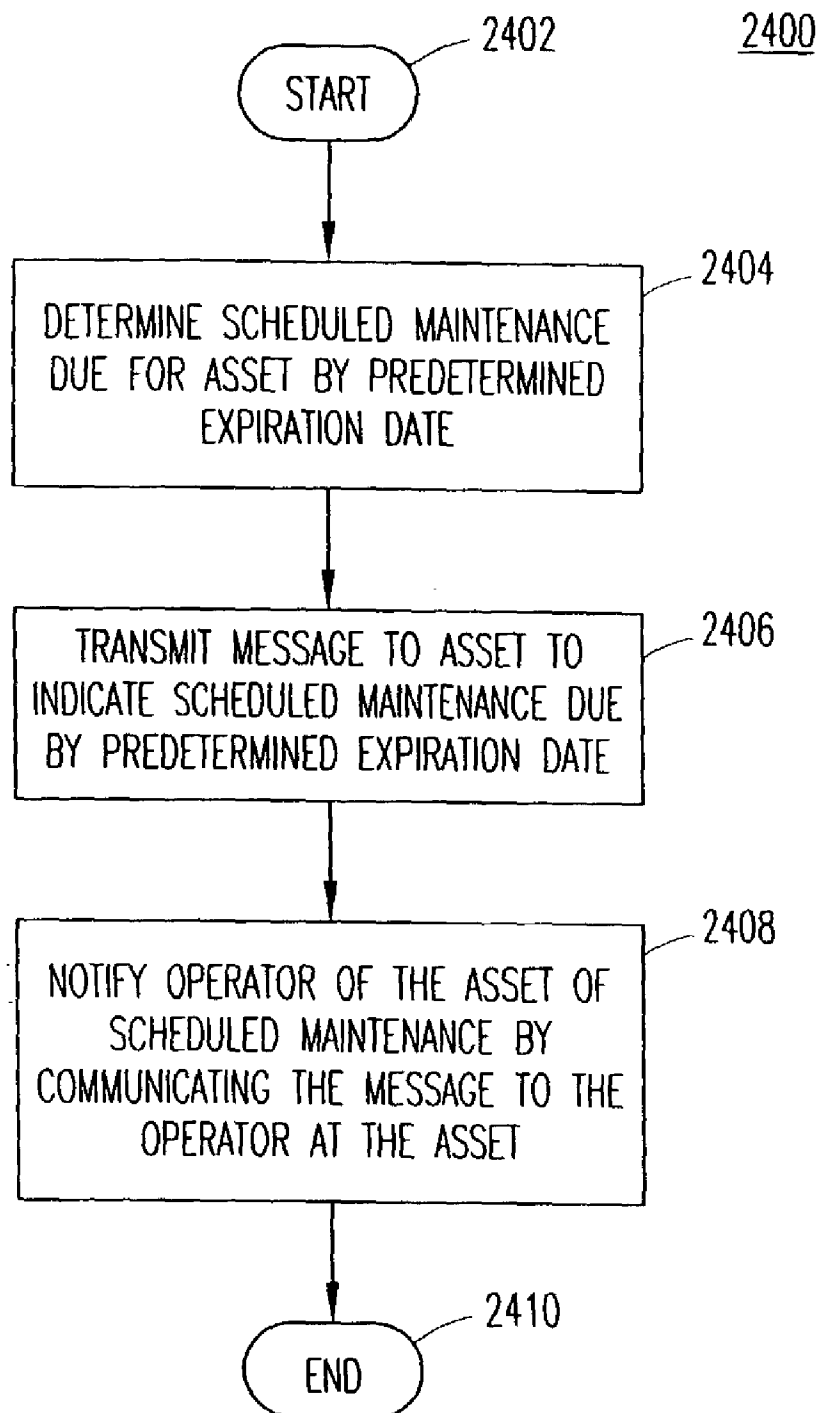 2402
2400
START
2404
DETERMINE SCHEDULED MAINTENANCE
DUE FOR ASSET BY PREDETERMINED
EXPIRATION DATE
2406
TRANSMIT MESSAGE TO ASSET TO
INDICATE SCHEDULED MAINTENANCE DUE
BY PREDETERMINED EXPIRATION DATE
2408
NOTIFY OPERATOR OF THE ASSET OF
SCHEDULED MAINTENANCE BY
COMMUNICATING THE MESSAGE TO THE
OPERATOR AT THE ASSET
2410
END